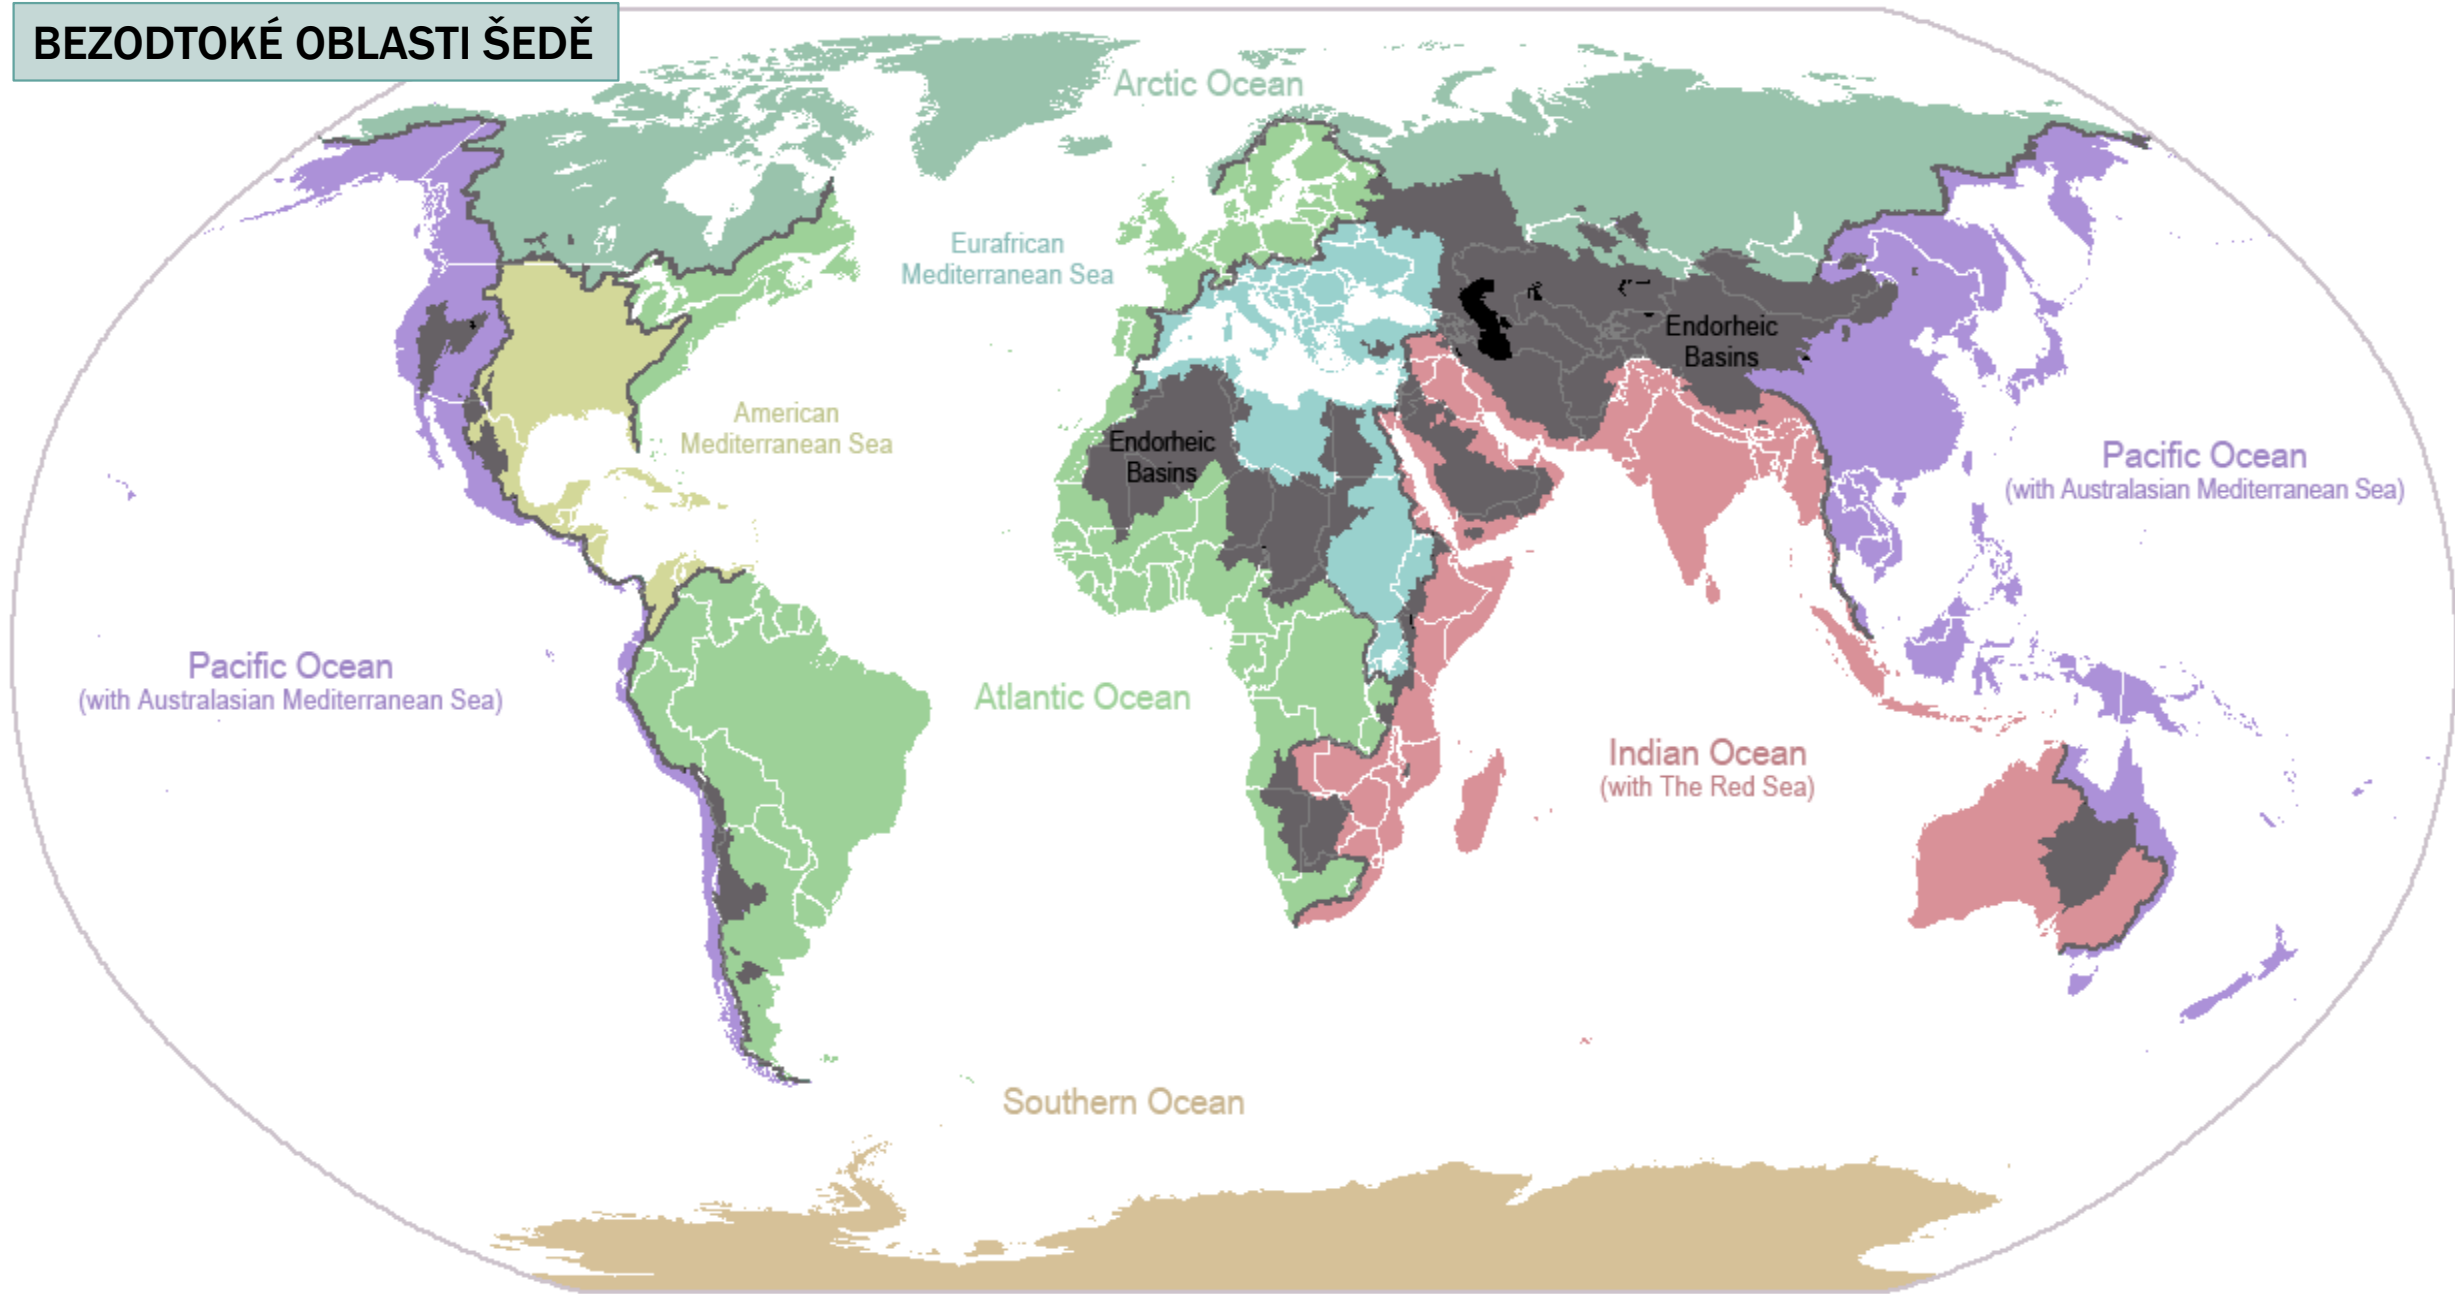 BEZODTOKÉ OBLASTI ŠEDĚ
Arctic Ocean
Eurafrican
Mediterranean Sea
Endorheic
Basins
American
Mediterranean Sea
Endorheic
Basins
Pacific Ocean
(with Australasian Mediterranean Sea)
Pacific Ocean
(with Australasian Mediterranean Sea)
Atlantic Ocean
Indian Ocean
(with The Red Sea)
Southern Ocean